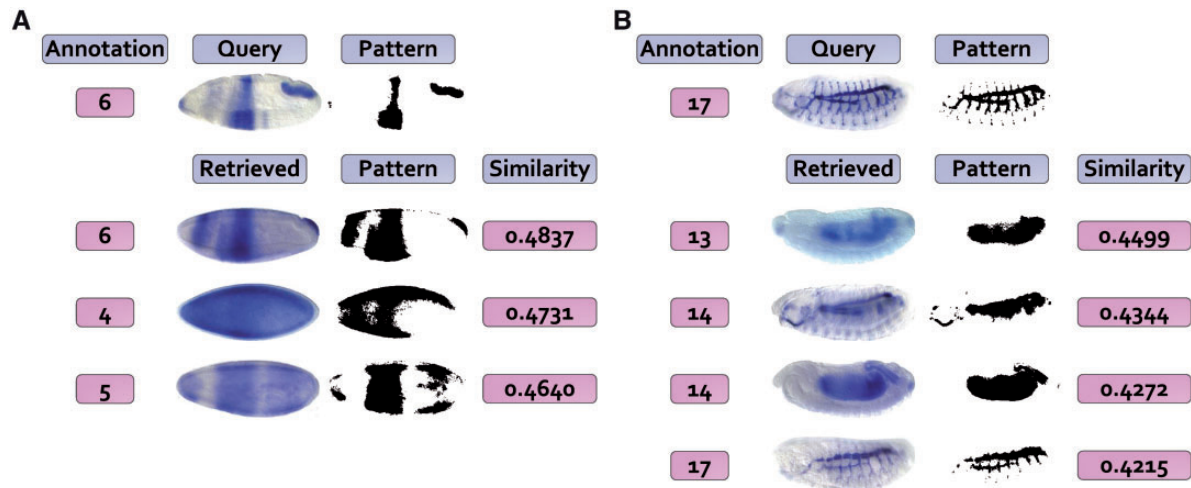 A
Annotation Query Pattern
6
Retrieved Pattern Similarity
6 0.4837
4 0.4731
5 0.4640
B
Annotation Query Pattern
17
Retrieved Pattern Similarity
13 0.4499
14 0.4344
14 0.4272
17 0.4215